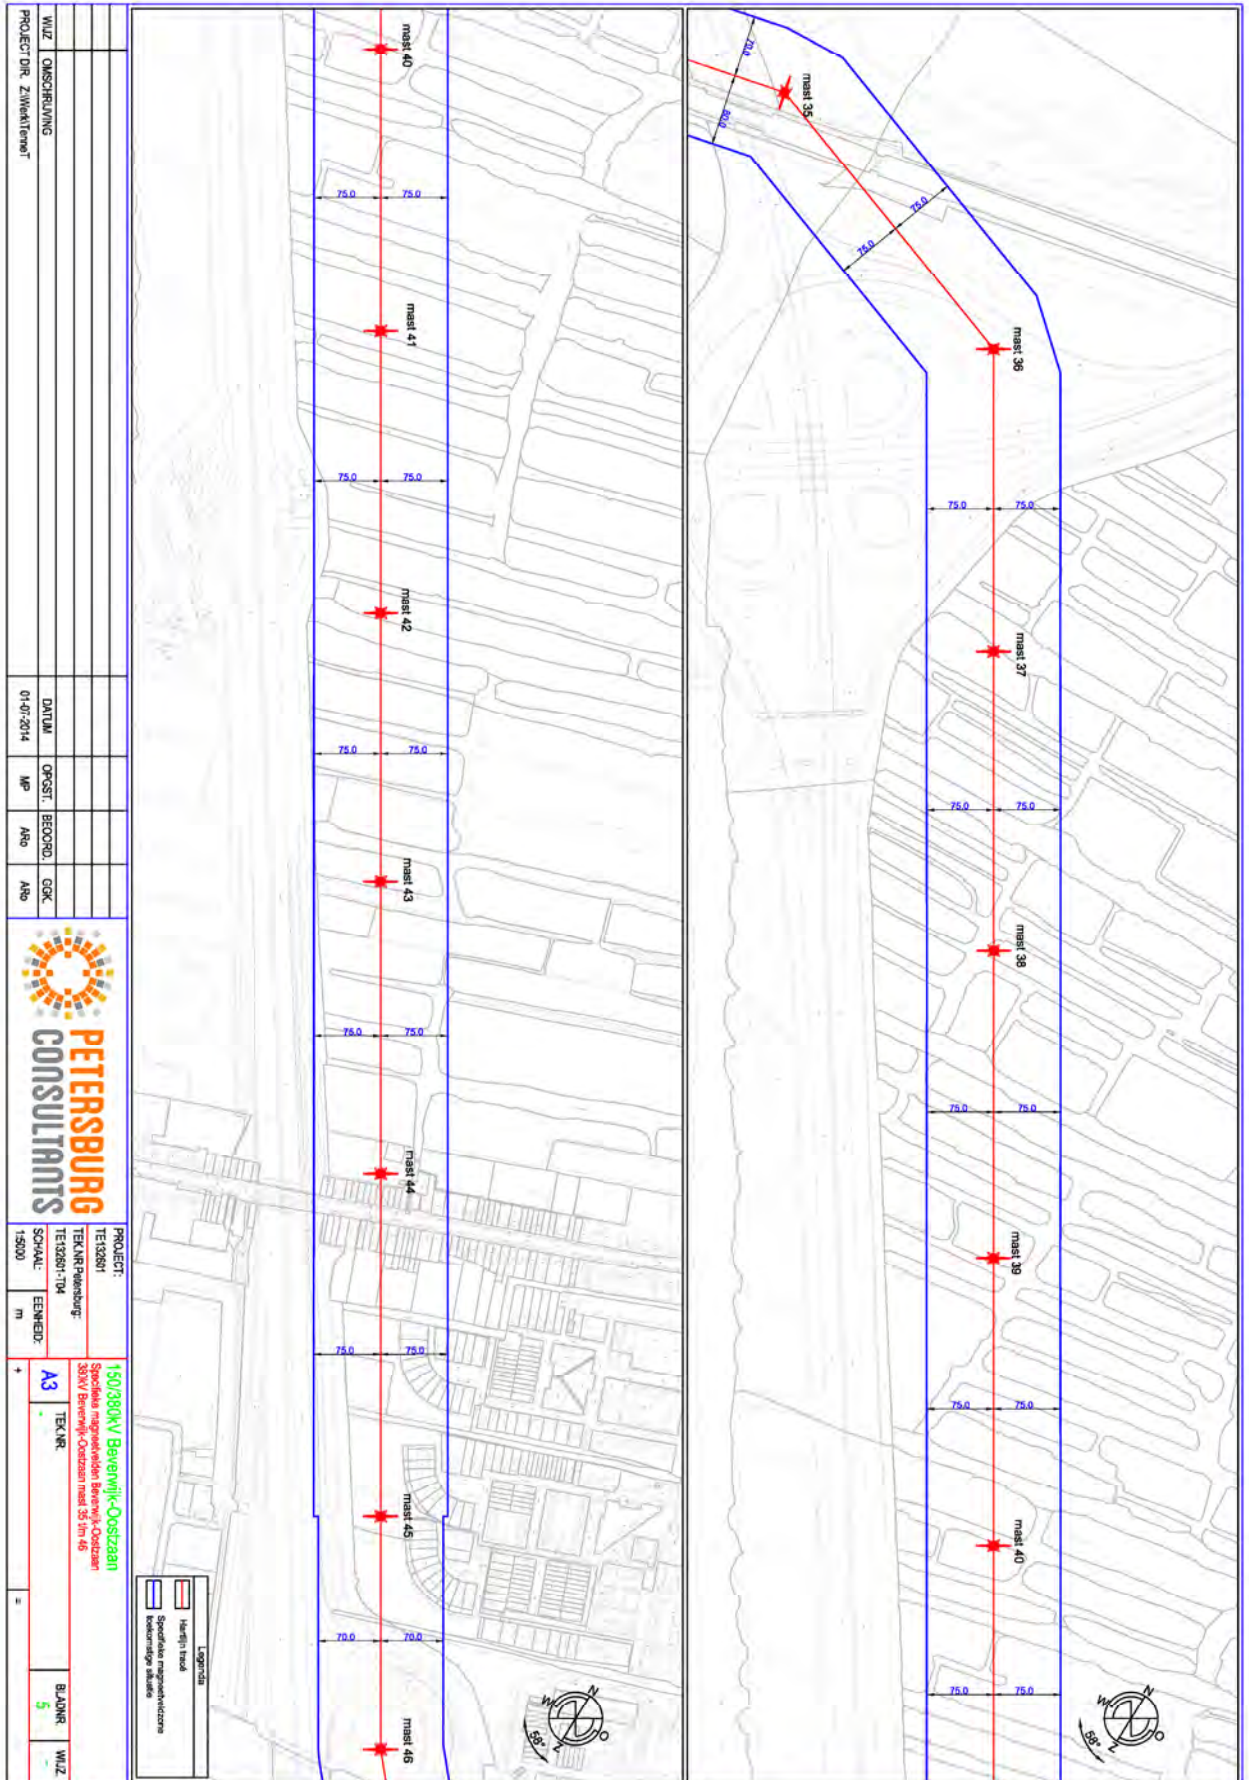 mast 35
mast 36
mast 37
mast 38
mast 39
mast 40
70.0
80.0
75.0
75.0
75.0
75.0
75.0
75.0
75.0
75.0
75.0
75.0
75.0
75.0
N
O
Z
W
58°
mast 40
mast 41
mast 42
mast 43
mast 44
mast 45
mast 46
75.0
75.0
75.0
75.0
75.0
75.0
75.0
75.0
75.0
75.0
70.0
70.0
N
O
Z
W
58°
Legenda
Hartlijn tracé
Specifieke magneetveldzone
toekomstige situatie
WIJZ
OMSCHRIJVING
DATUM
OPGST.
BEOORD.
GGK.
PROJECT DIR. Z:\Werk\TenneT
01-07-2014
MP
ARo
ARo
PETERSBURG
CONSULTANTS
PROJECT:
TE132601
TEK.NR.Petersburg:
TE132601-T04
SCHAAL:
EENHEID:
1:5000
m
150/380kV Beverwijk-Oostzaan
Specifieke magneetvelden Beverwijk-Oostzaan
380kV Beverwijk-Oostzaan mast 35 t/m 46
A3
TEK.NR.
BLADNR.
WIJZ.
-
5
-
+
=